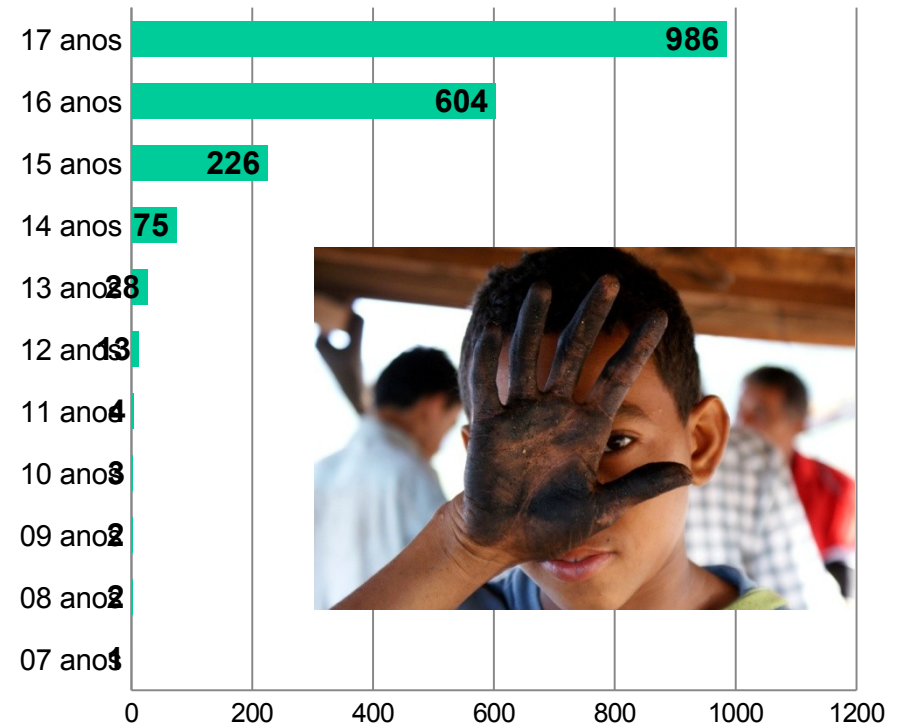 17 anos 986
16 anos 604
15 anos 226
14 anos 75
13 anos 28
12 anos 13
11 anos 4
10 anos 3
09 anos 2
08 anos 2
07 anos 1
0 200 400 600 800 1000 1200